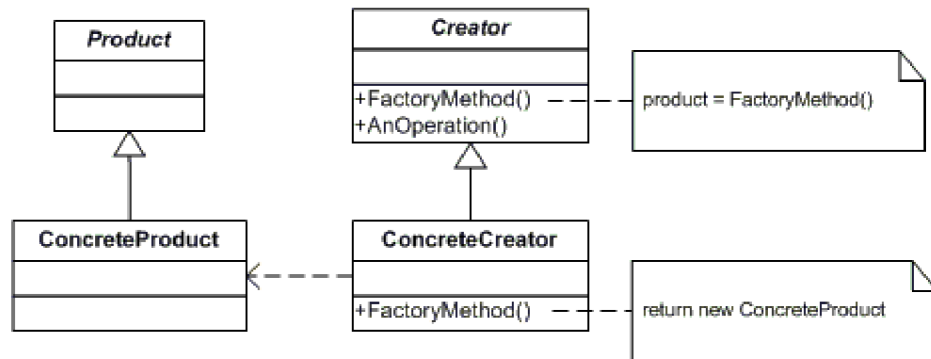 Product
Creator
+FactoryMethod()
+AnOperation()
product = FactoryMethod()
ConcreteProduct
ConcreteCreator
+FactoryMethod()
return new ConcreteProduct